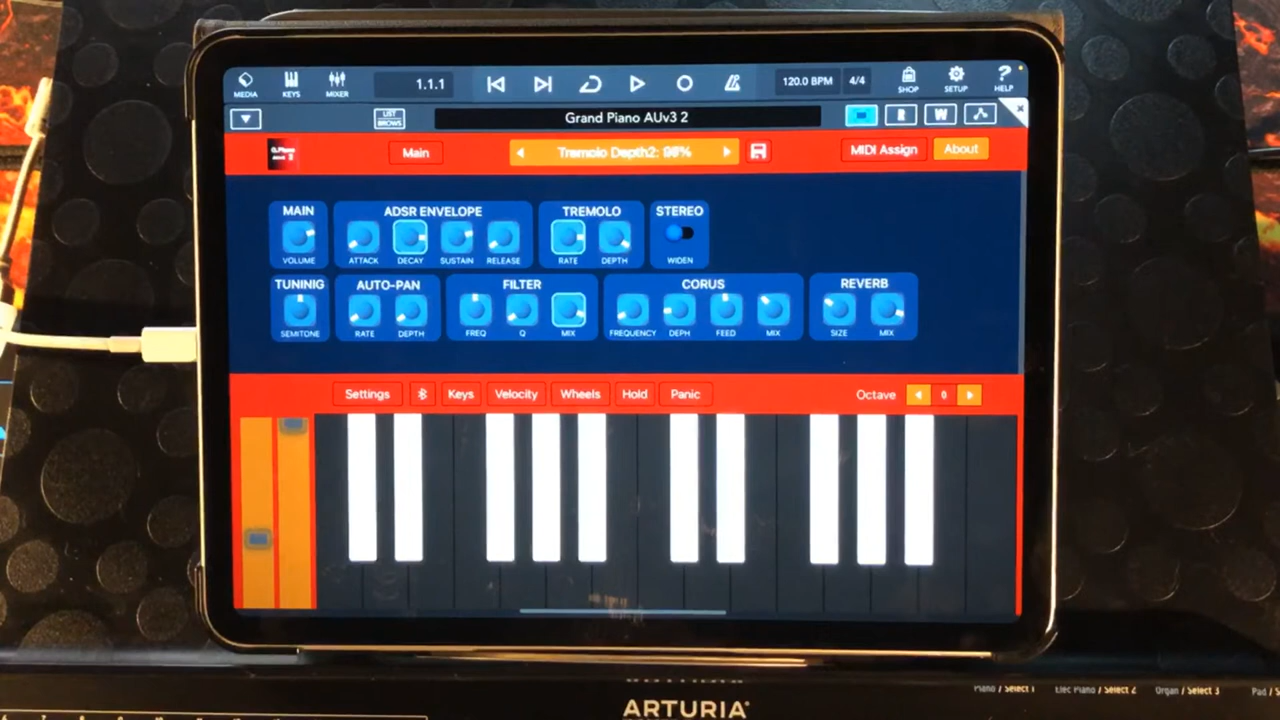 MEDIA KEYS MIXER 1.1.1 120.0 BPM 4/4 SHOP SETUP HELP
LIST Grand Piano AUv3 2 R W
BROWS
Main Tremolo Depth2: 98% MIDI Assign About
MAIN ADSR ENVELOPE TREMOLO STEREO
VOLUME ATTACK DECAY SUSTAIN RELEASE RATE DEPTH WIDEN
TUNINIG AUTO-PAN FILTER CORUS REVERB
SEMITONE RATE DEPTH FREQ Q MIX FREQUENCY DEPH FEED MIX SIZE MIX
Settings Keys Velocity Wheels Hold Panic Octave 0
Piano / Select 1 Elec Piano / Select 2 Organ / Select 3 Pad /
ARTURIA